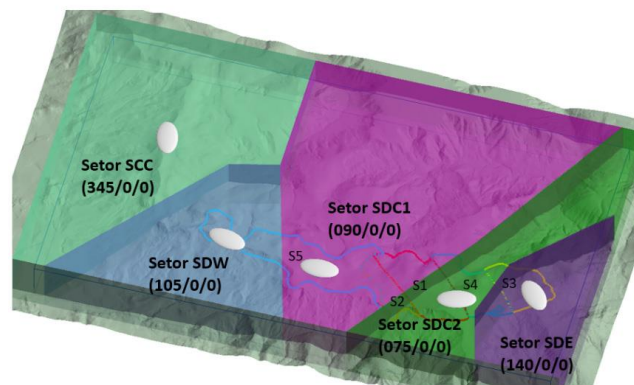 Setor SCC
(345/0/0)
Setor SDC1
(090/0/0)
Setor SDW
(105/0/0)
S5
S1
S2
S4
S3
Setor SDC2
(075/0/0)
Setor SDE
(140/0/0)